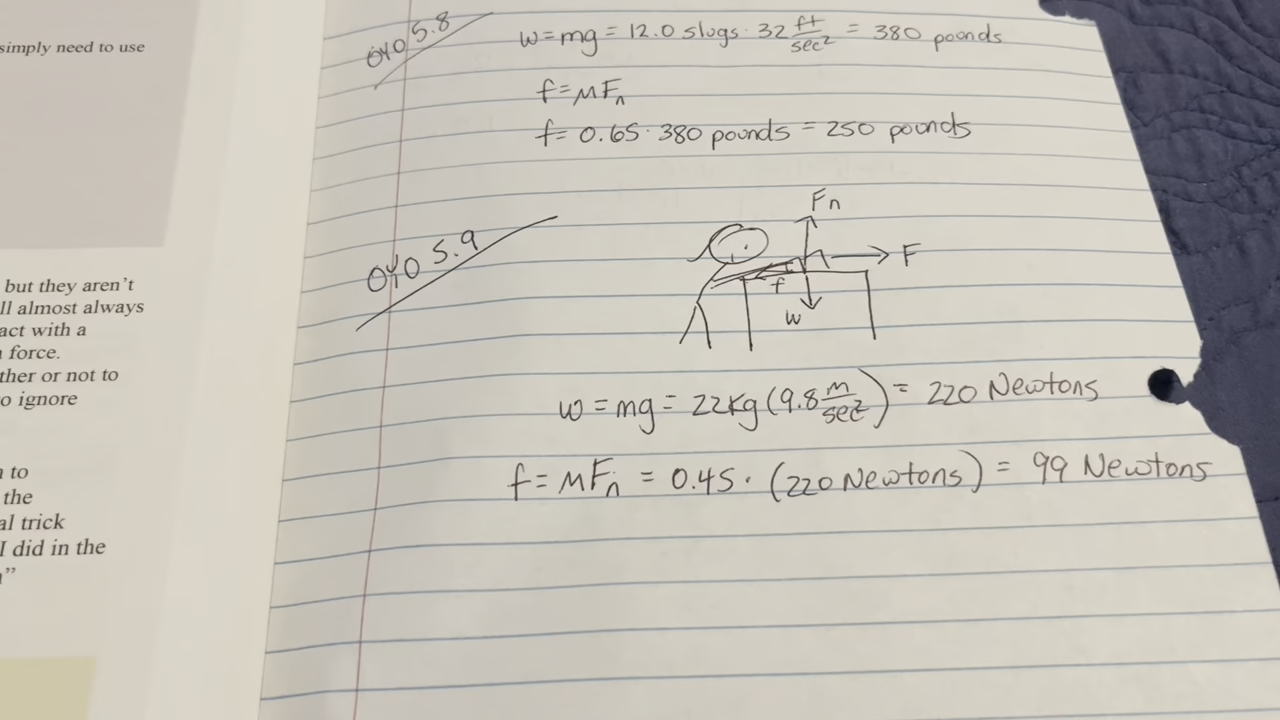 simply need to use
OYO 5.8
w = mg = 12.0 slugs · 32 ft/sec² = 380 pounds
f = μFn
f = 0.65 · 380 pounds = 250 pounds
OYO 5.9
Fn
F
f
w
w = mg = 22kg (9.8 m/sec²) = 220 Newtons
f = μFn = 0.45 · (220 Newtons) = 99 Newtons
but they aren't
ll almost always
act with a
force.
ther or not to
o ignore
to
the
al trick
I did in the
”